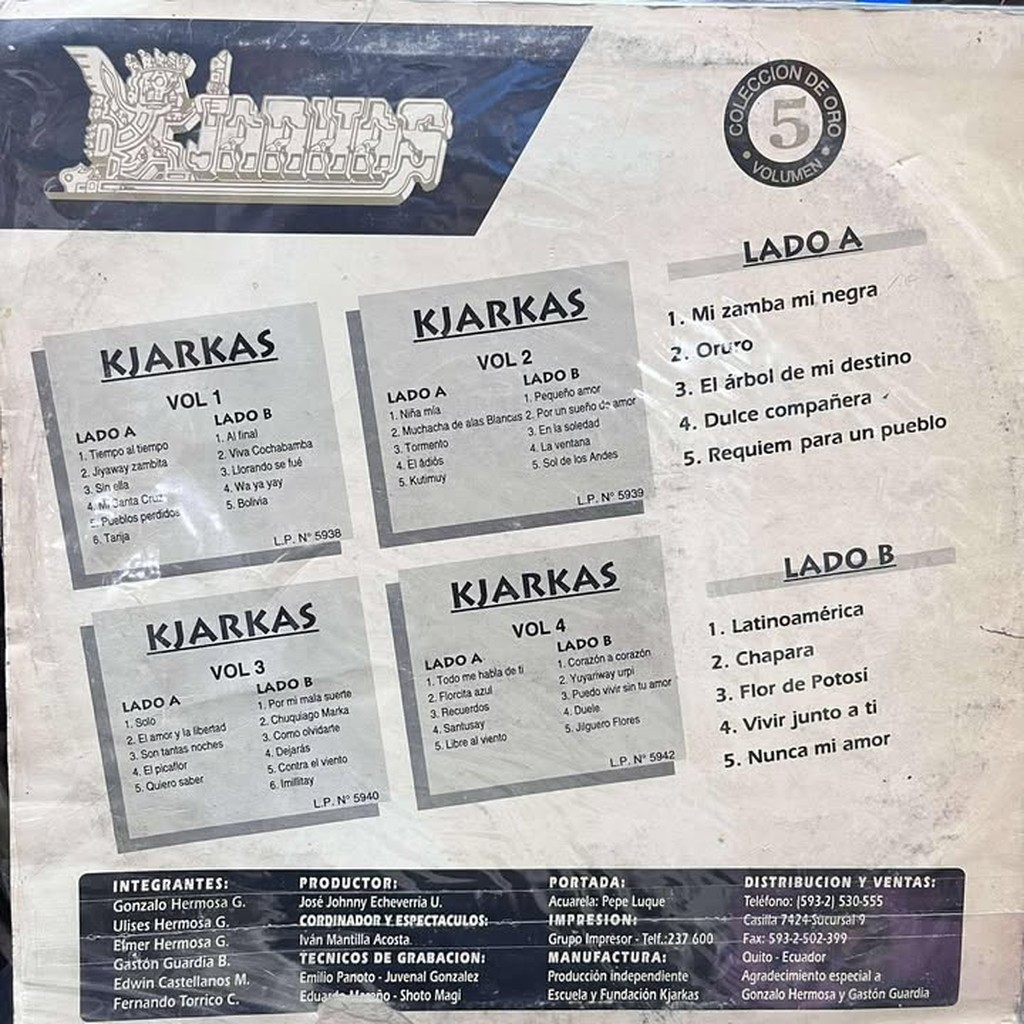 KJARKAS
COLECCION DE ORO
5
• VOLUMEN •
KJARKAS
VOL 1
LADO A
1. Tiempo al tiempo
2. Jiyaway zambita
3. Sin ella
4. Mi Santa Cruz
5. Pueblos perdidos
6. Tarija
LADO B
1. Al final
2. Viva Cochabamba
3. Llorando se fué
4. Wa ya yay
5. Bolivia
L.P. Nº 5938
KJARKAS
VOL 2
LADO A
1. Niña mía
2. Muchacha de alas Blancas
3. Tormento
4. El ádiós
5. Kutimuy
LADO B
1. Pequeño amor
2. Por un sueño de amor
3. En la soledad
4. La ventana
5. Sol de los Andes
L.P. Nº 5939
KJARKAS
VOL 3
LADO A
1. Solo
2. El amor y la libertad
3. Son tantas noches
4. El picaflor
5. Quiero saber
LADO B
1. Por mi mala suerte
2. Chuquiago Marka
3. Como olvidarte
4. Dejarás
5. Contra el viento
6. Imillitay
L.P. Nº 5940
KJARKAS
VOL 4
LADO A
1. Todo me habla de ti
2. Florcita azul
3. Recuerdos
4. Santusay
5. Libre al viento
LADO B
1. Corazón a corazón
2. Yuyariway urpi
3. Puedo vivir sin tu amor
4. Duele
5. Jilguero Flores
L.P. Nº 5942
LADO A
1. Mi zamba mi negra
2. Oruro
3. El árbol de mi destino
4. Dulce compañera
5. Requiem para un pueblo
LADO B
1. Latinoamérica
2. Chapara
3. Flor de Potosí
4. Vivir junto a ti
5. Nunca mi amor
INTEGRANTES:
Gonzalo Hermosa G.
Ulises Hermosa G.
Elmer Hermosa G.
Gastón Guardia B.
Edwin Castellanos M.
Fernando Torrico C.
PRODUCTOR:
José Johnny Echeverría U.
CORDINADOR Y ESPECTACULOS:
Iván Mantilla Acosta
TECNICOS DE GRABACION:
Emilio Panoto - Juvenal Gonzalez
Eduardo Moreño - Shoto Magi
PORTADA:
Acuarela: Pepe Luque
IMPRESION:
Grupo Impresor - Telf.:237 600
MANUFACTURA:
Producción independiente
Escuela y Fundación Kjarkas
DISTRIBUCION Y VENTAS:
Teléfono: (593-2) 530-555
Casilla 7424-Sucursal 9
Fax: 593-2-502-399
Quito - Ecuador
Agradecimiento especial a
Gonzalo Hermosa y Gastón Guardia